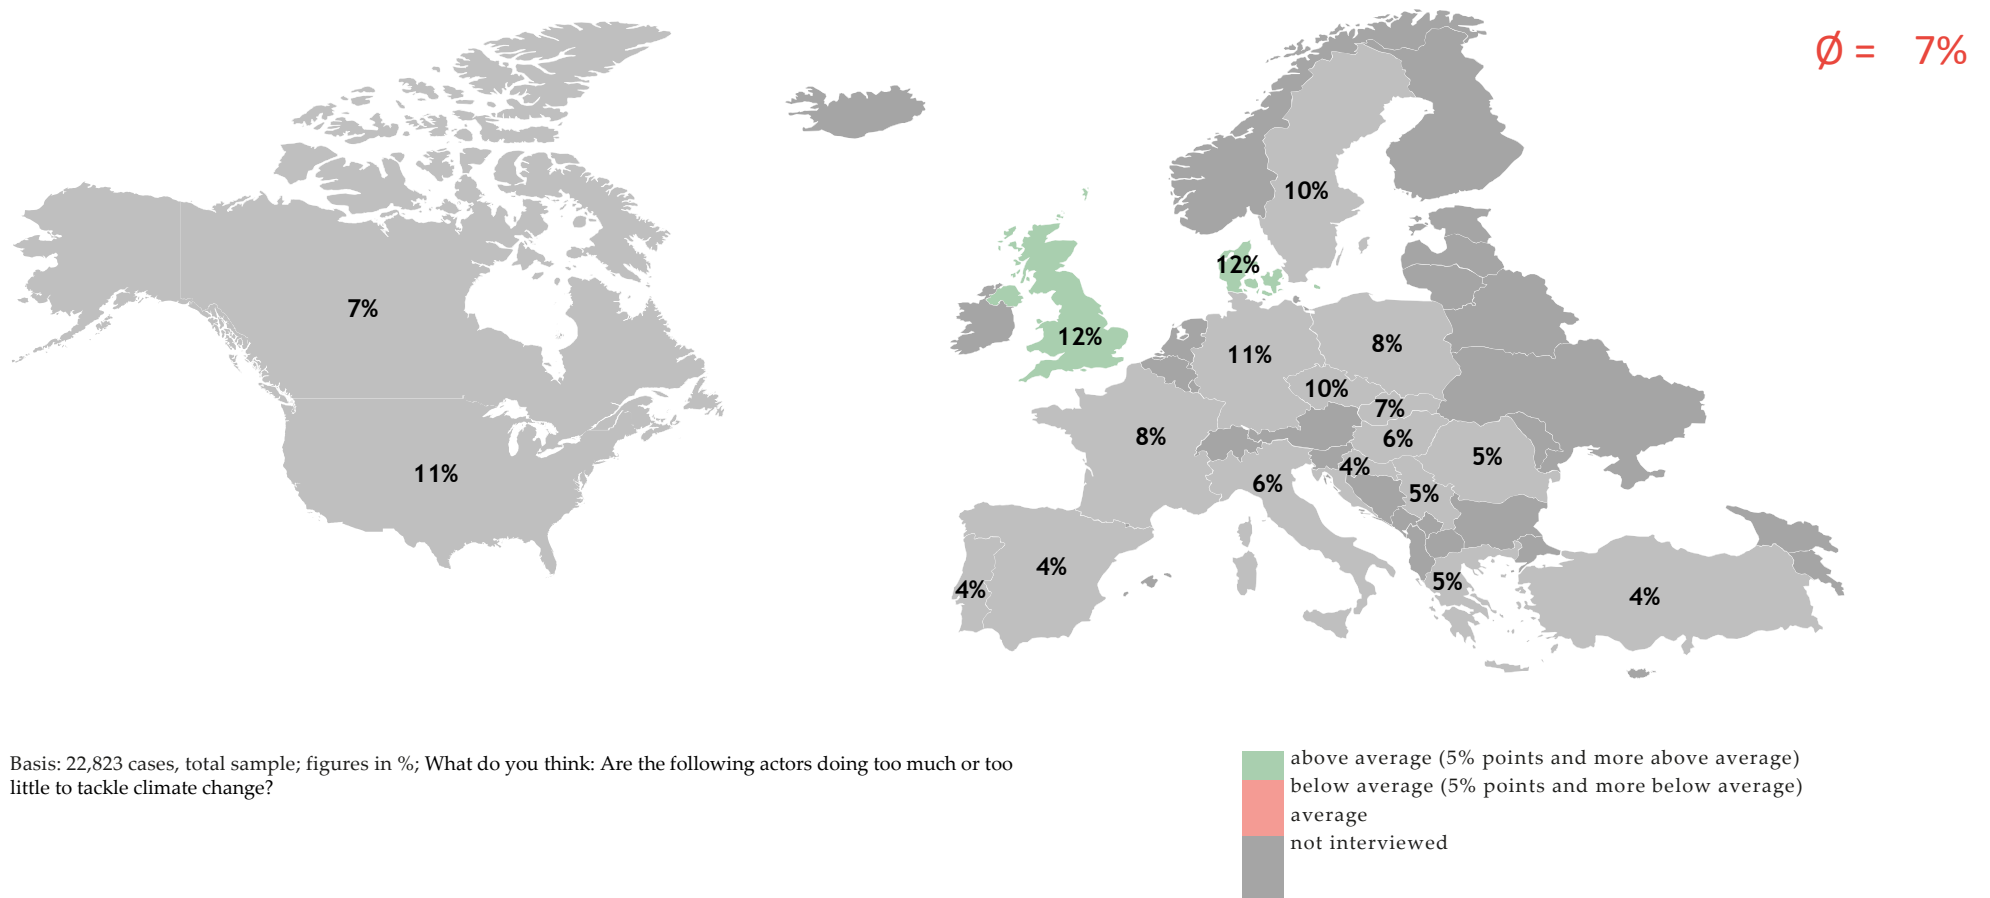 Ø = 7%
10%
12%
7%
12%
8%
11%
10%
7%
8%
6%
5%
4%
11%
6%
5%
4%
5%
4%
4%
Basis: 22,823 cases, total sample; figures in %; What do you think: Are the following actors doing too much or too
little to tackle climate change?
above average (5% points and more above average)
below average (5% points and more below average)
average
not interviewed